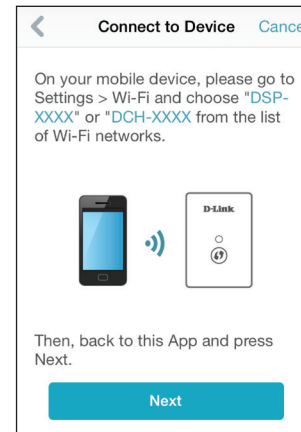 Connect to Device Cance
On your mobile device, please go to
Settings > Wi-Fi and choose "DSP-
XXXX" or "DCH-XXXX from the list
of Wi-Fi networks.
D-Link
Then, back to this App and press
Next.
Next